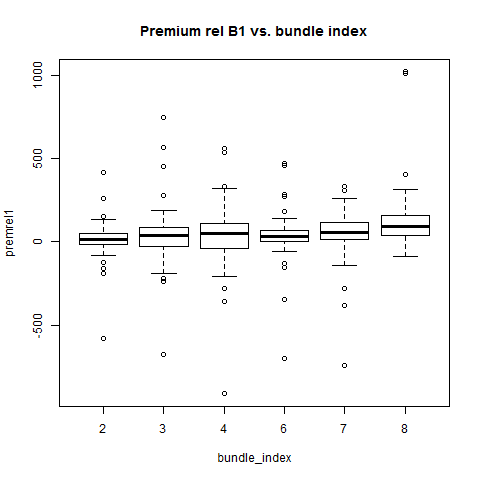 Premium rel B1 vs. bundle index
premrel1
1000
500
0
-500
2 3 4 6 7 8
bundle_index